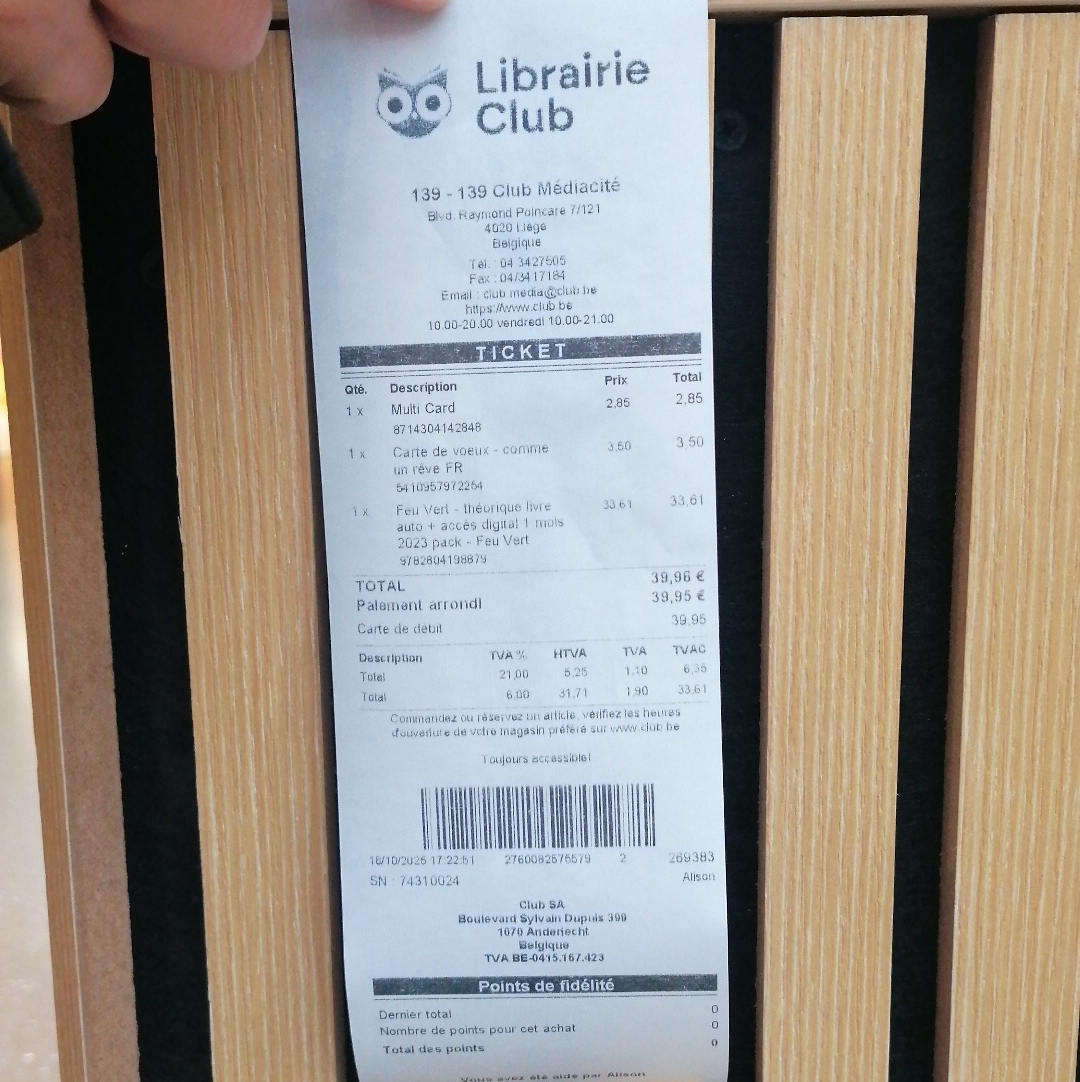 Librairie
Club
139 - 139 Club Médiacité
Blvd. Raymond Poincare 7/121
4020 Liège
Belgique
Tél. : 04 3427505
Fax : 04/3417184
Email : club.media@club.be
https://www.club.be
10.00-20.00 vendredi 10.00-21.00
TICKET
Qté. Description Prix Total
1 x Multi Card 2,85 2,85
8714304142848
1 x Carte de voeux - comme 3,50 3,50
un rêve FR
5410957972264
1 x Feu Vert - théorique livre 33,61 33,61
auto + accès digital 1 mois
2023 pack - Feu Vert
9782804198879
TOTAL 39,96 €
Paiement arrondi 39,95 €
Carte de débit 39,95
Description TVA % HTVA TVA TVAC
Total 21,00 5,25 1,10 6,35
Total 6,00 31,71 1,90 33,61
Commandez ou réservez un article, vérifiez les heures
d'ouverture de votre magasin préféré sur www.club.be
Toujours accessible!
18/10/2025 17:22:51 2760082575579 2 269383
SN : 74310024 Alison
Club SA
Boulevard Sylvain Dupuis 399
1070 Anderlecht
Belgique
TVA BE-0415.167.423
Points de fidélité
Dernier total 0
Nombre de points pour cet achat 0
Total des points 0
Vous avez été aidé par Alison